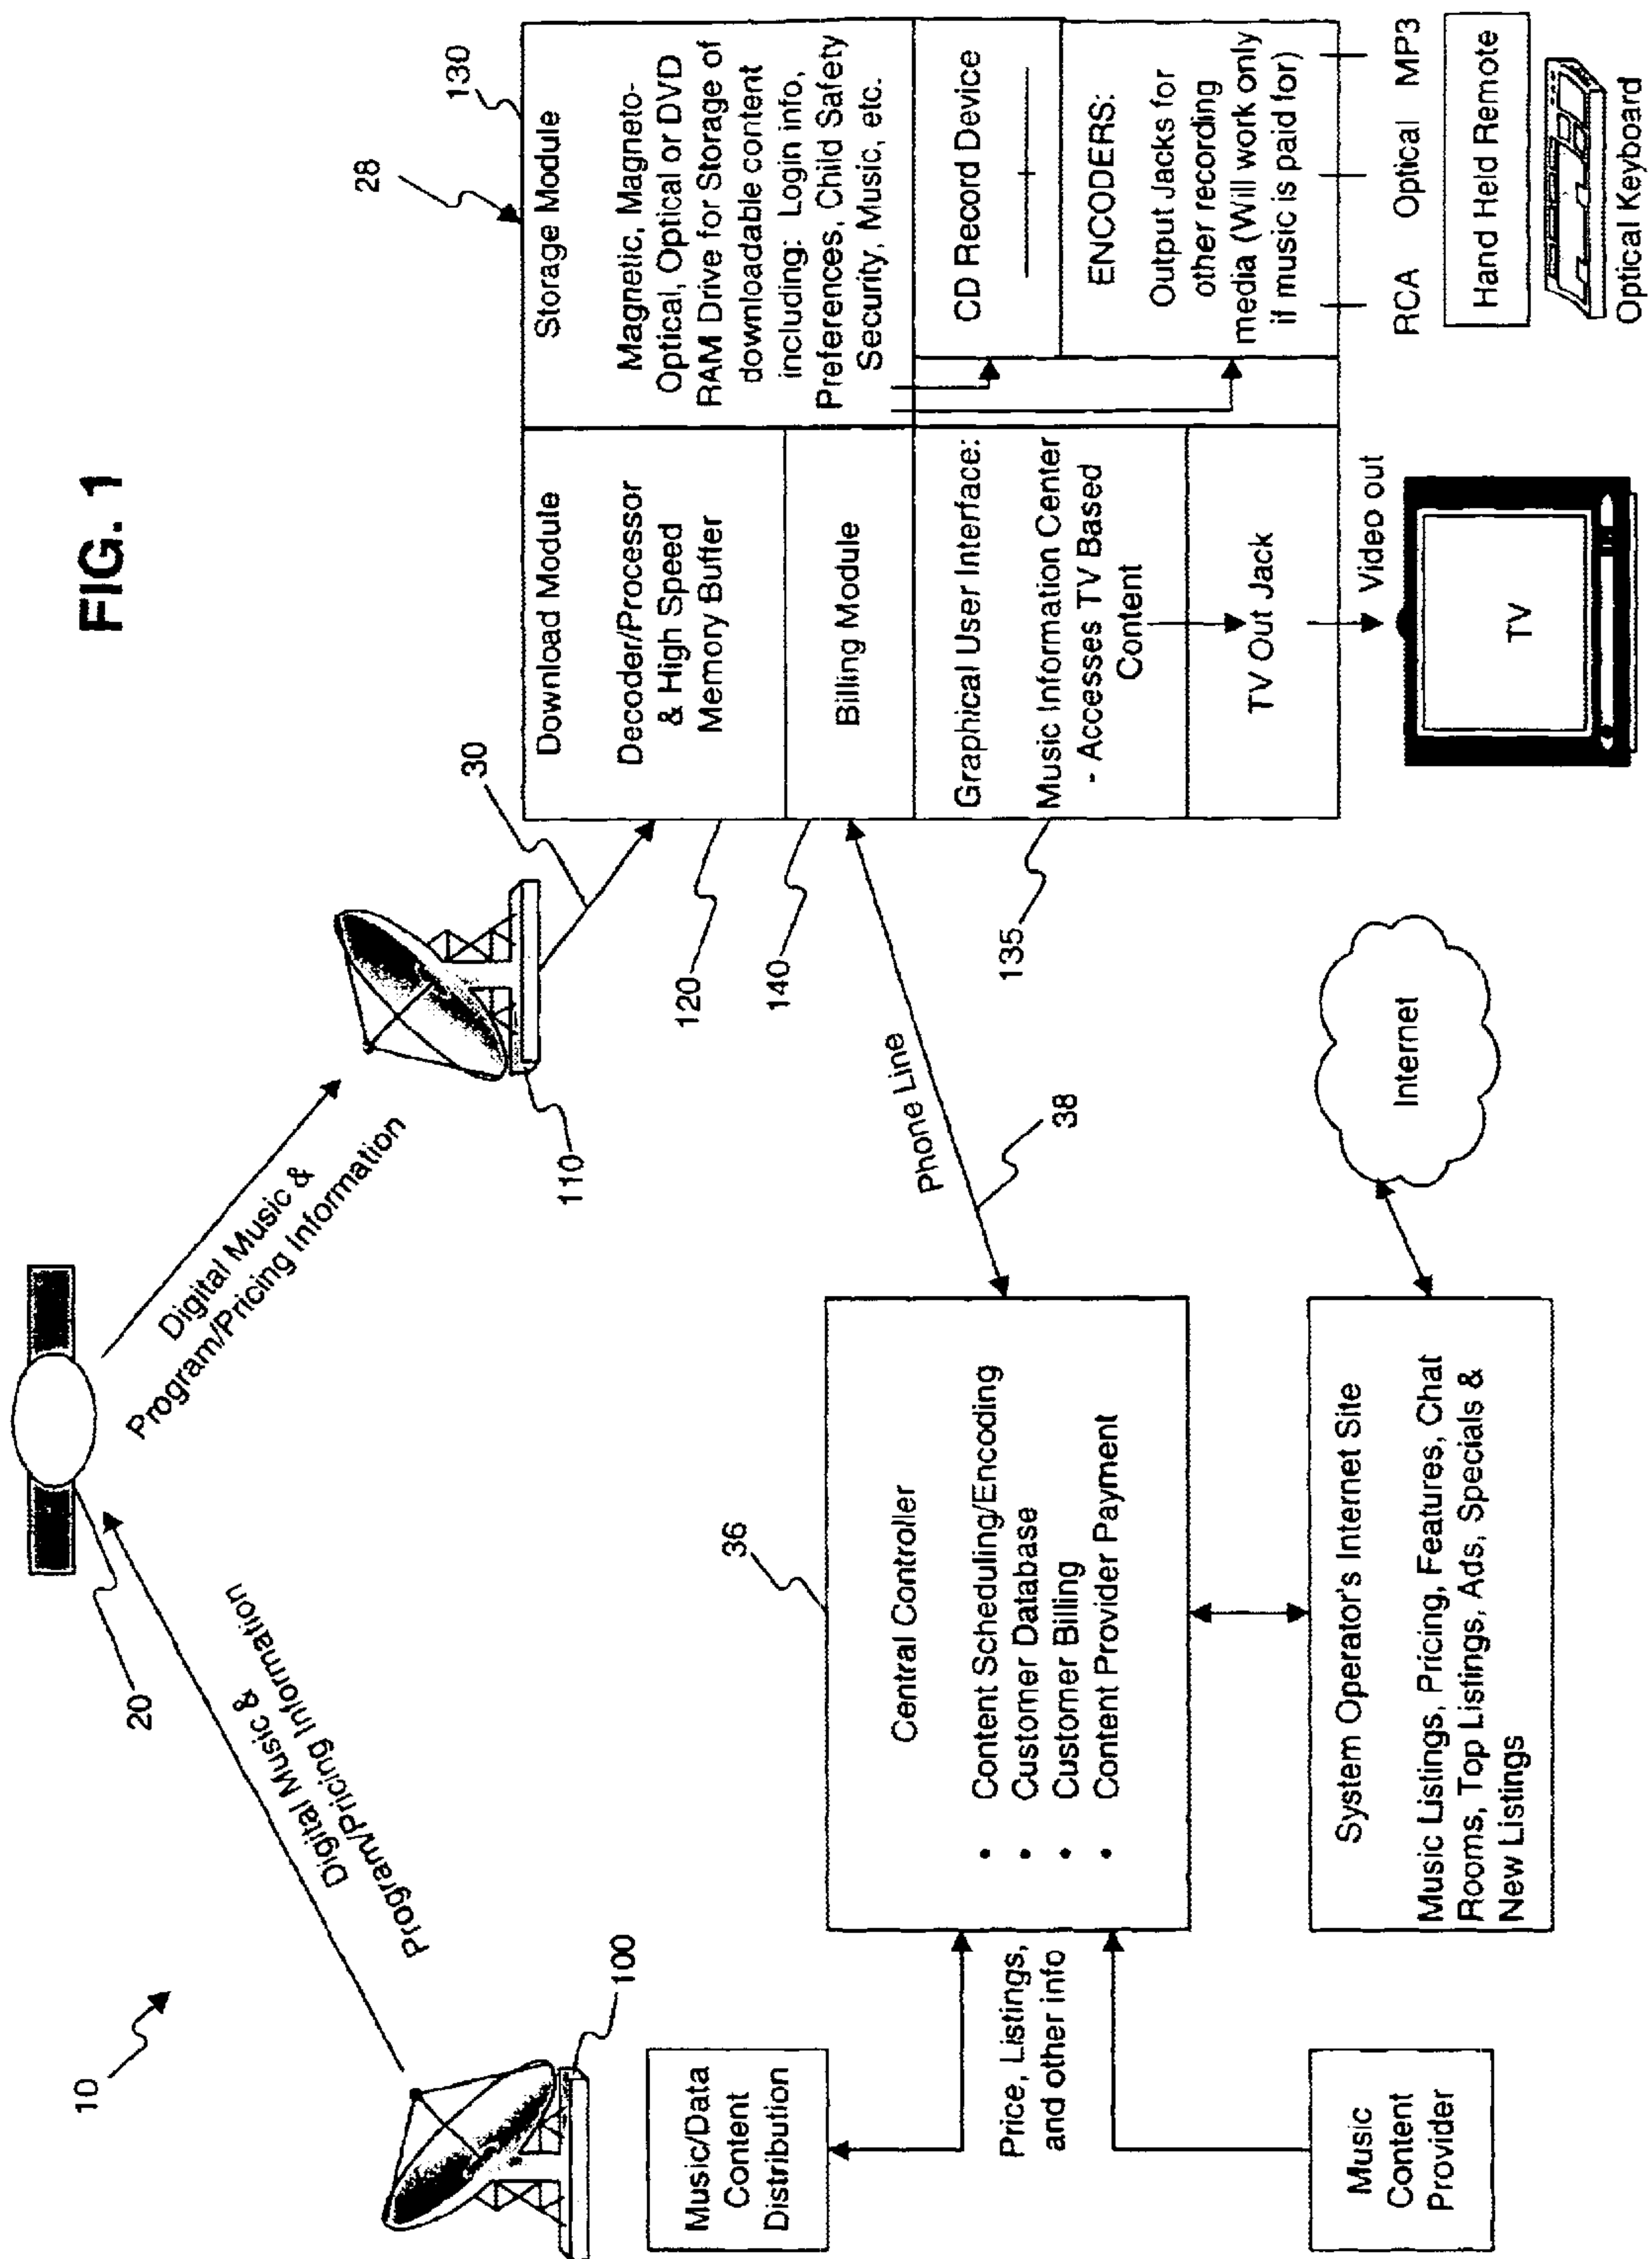 FIG. 1
10
20
Digital Music &
Program/Pricing Information
Digital Music &
Program/Pricing Information
100
110
30
28
130
Music/Data
Content
Distribution
Price, Listings,
and other info
Music
Content
Provider
36
Central Controller
• Content Scheduling/Encoding
• Customer Database
• Customer Billing
• Content Provider Payment
System Operator's Internet Site
Music Listings, Pricing, Features, Chat
Rooms, Top Listings, Ads, Specials &
New Listings
Internet
Phone Line
38
120
140
135
Download Module
Decoder/Processor
& High Speed
Memory Buffer
Billing Module
Graphical User Interface:
Music Information Center
- Accesses TV Based
Content
TV Out Jack
Video out
TV
Storage Module
Magnetic, Magneto-
Optical, Optical or DVD
RAM Drive for Storage of
downloadable content
including: Login info,
Preferences, Child Safety
Security, Music, etc.
CD Record Device
ENCODERS:
Output Jacks for
other recording
media (Will work only
if music is paid for)
RCA Optical MP3
Hand Held Remote
Optical Keyboard